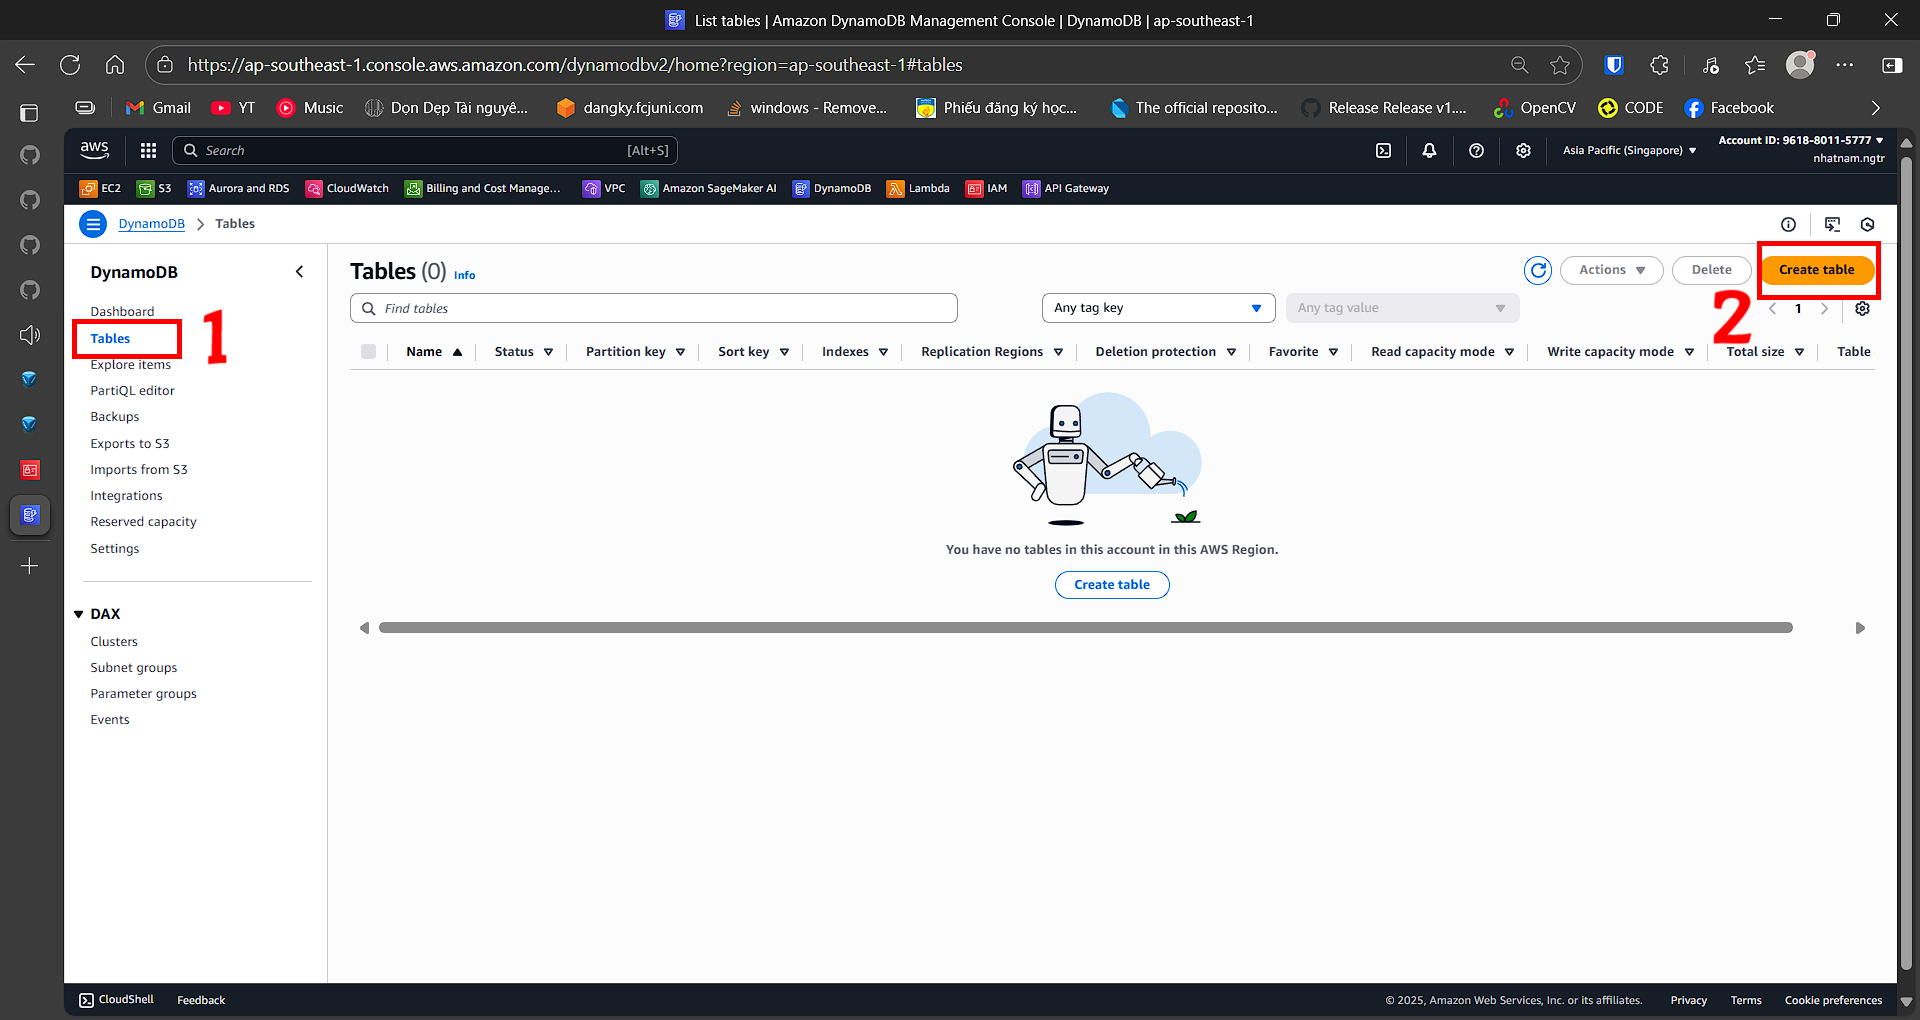 List tables | Amazon DynamoDB Management Console | DynamoDB | ap-southeast-1
https://ap-southeast-1.console.aws.amazon.com/dynamodbv2/home?region=ap-southeast-1#tables
Gmail YT Music Dọn Dẹp Tài nguyê... dangky.fcjuni.com windows - Remove... Phiếu đăng ký học... The official reposito... Release Release v1.... OpenCV CODE Facebook
aws Search [Alt+S] Asia Pacific (Singapore) Account ID: 9618-8011-5777
nhatnam.ngtr
EC2 S3 Aurora and RDS CloudWatch Billing and Cost Manage... VPC Amazon SageMaker AI DynamoDB Lambda IAM API Gateway
DynamoDB Tables
DynamoDB
Dashboard
Tables
1
Explore items
PartiQL editor
Backups
Exports to S3
Imports from S3
Integrations
Reserved capacity
Settings
DAX
Clusters
Subnet groups
Parameter groups
Events
Tables (0) Info
Actions Delete Create table
2
Find tables Any tag key Any tag value 1
Name Status Partition key Sort key Indexes Replication Regions Deletion protection Favorite Read capacity mode Write capacity mode Total size Table
You have no tables in this account in this AWS Region.
Create table
CloudShell Feedback © 2025, Amazon Web Services, Inc. or its affiliates. Privacy Terms Cookie preferences